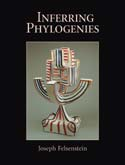 INFERRING
PHYLOGENIES
Joseph Felsenstein